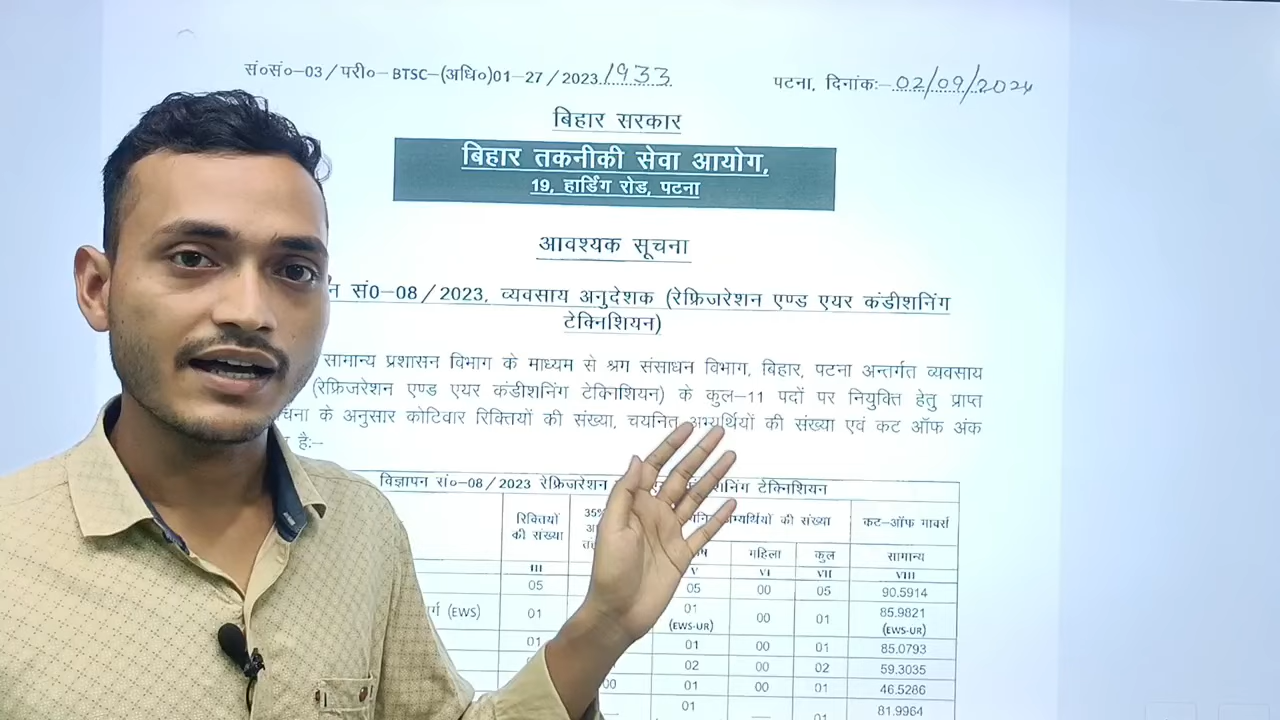 सं०सं०-03 / परी०- BTSC-(अधि०)01-27 / 2023../933
पटना, दिनांकः-..02/09/2024
बिहार सरकार
बिहार तकनीकी सेवा आयोग,
19, हार्डिंग रोड, पटना
आवश्यक सूचना
सं0-08 / 2023, व्यवसाय अनुदेशक (रेफ्रिजरेशन एण्ड एयर कंडीशनिंग
टेक्निशियन)
सामान्य प्रशासन विभाग के माध्यम से श्रग संसाधन विभाग, बिहार, पटना अन्तर्गत व्यवसाय
(रेफ्रिजरेशन एण्ड एयर कंडीशनिंग टेक्निशियन) के कुल-11 पदों पर नियुक्ति हेतु प्राप्त
के अनुसार कोटिवार रिक्तियों की संख्या, चयनित अभ्यर्थियों की संख्या एवं कट ऑफ अंक
है:-
विज्ञापन सं०-08 / 2023 रेफ्रिजरेशन टेक्निशियन
रिक्तियों की संख्या 35% अभ्यर्थियों की संख्या कट-ऑफ मार्क्स
महिला कुल सामान्य
III V VI VII VIII
05 05 00 05 90.5914
(EWS) 01 01 (EWS-UR) 00 01 85.9821 (EWS-UR)
01 01 00 01 85.0793
02 00 02 59.3035
00 01 00 01 46.5286
01 — 01 81.9964